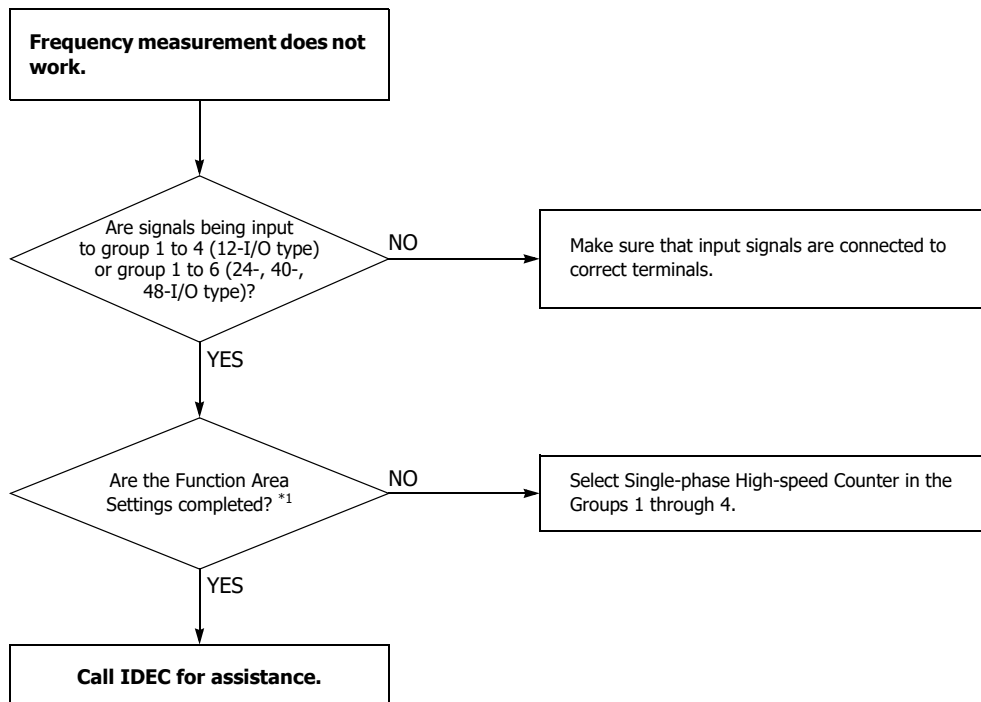 Frequency measurement does not
work.
Are signals being input
to group 1 to 4 (12-I/O type)
or group 1 to 6 (24-, 40-,
48-I/O type)?
NO
Make sure that input signals are connected to
correct terminals.
YES
Are the Function Area
Settings completed? *1
NO
Select Single-phase High-speed Counter in the
Groups 1 through 4.
YES
Call IDEC for assistance.